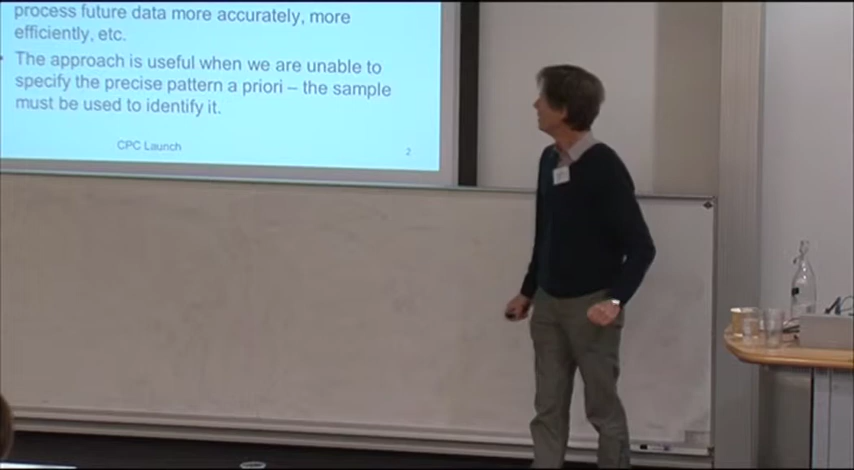 process future data more accurately, more
efficiently, etc.
The approach is useful when we are unable to
specify the precise pattern a priori – the sample
must be used to identify it.
CPC Launch
2